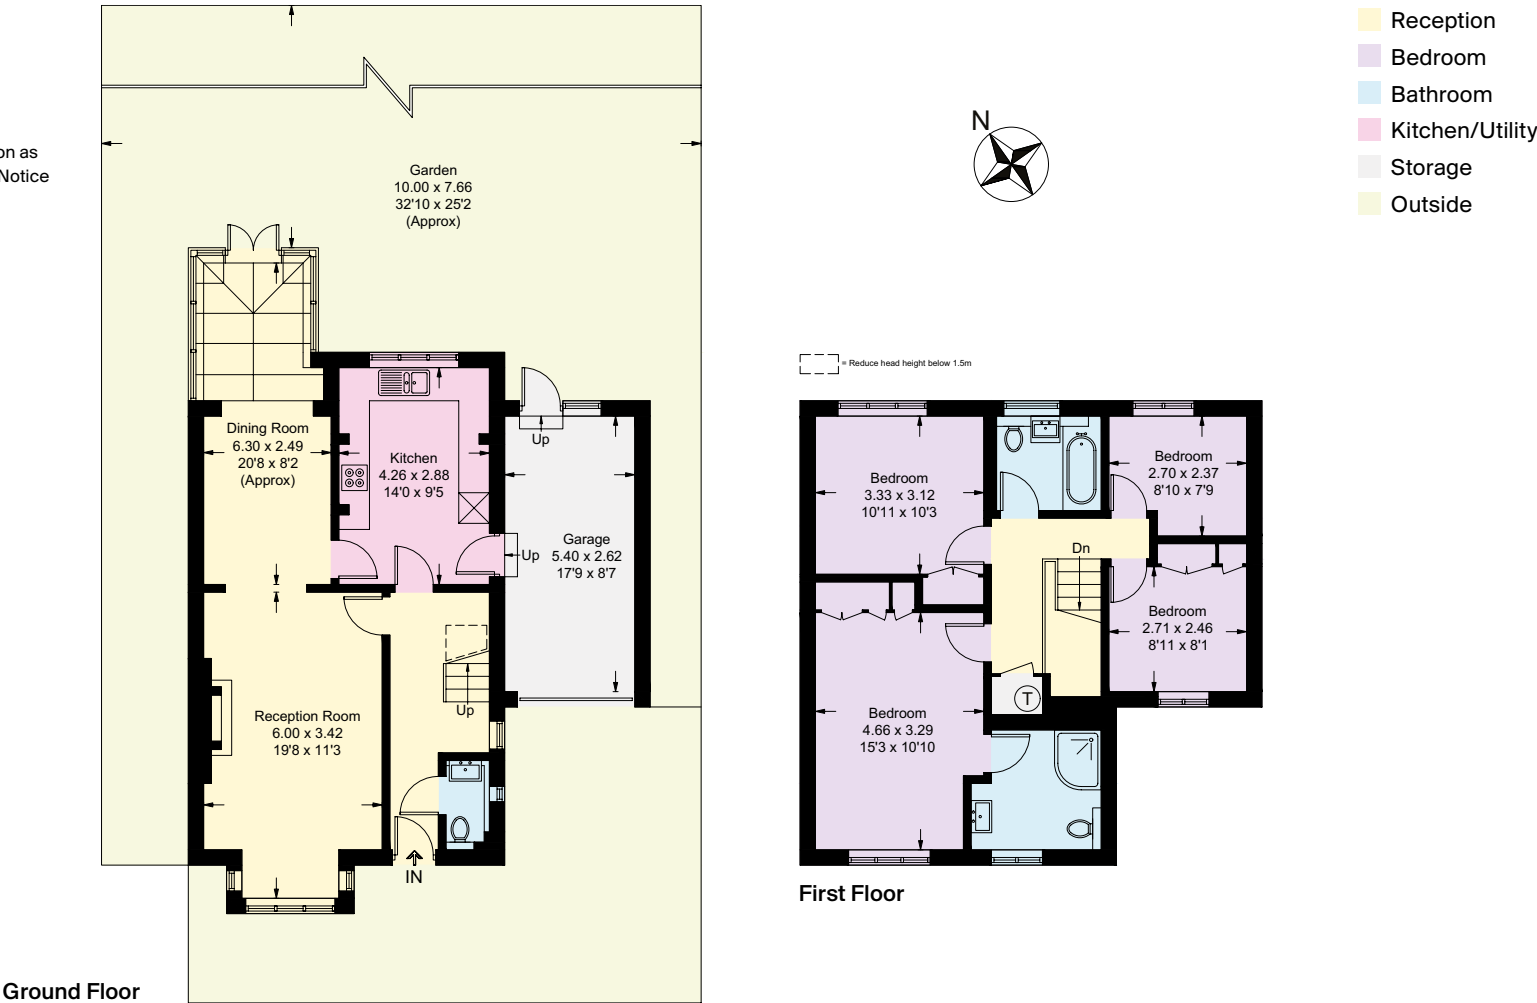 on as
Notice
Garden
10.00 x 7.66
32'10 x 25'2
(Approx)
Dining Room
6.30 x 2.49
20'8 x 8'2
(Approx)
Kitchen
4.26 x 2.88
14'0 x 9'5
Up
Up
Garage
5.40 x 2.62
17'9 x 8'7
Reception Room
6.00 x 3.42
19'8 x 11'3
Up
IN
Ground Floor
N
= Reduce head height below 1.5m
Bedroom
3.33 x 3.12
10'11 x 10'3
Bedroom
2.70 x 2.37
8'10 x 7'9
Dn
Bedroom
2.71 x 2.46
8'11 x 8'1
T
Bedroom
4.66 x 3.29
15'3 x 10'10
First Floor
Reception
Bedroom
Bathroom
Kitchen/Utility
Storage
Outside